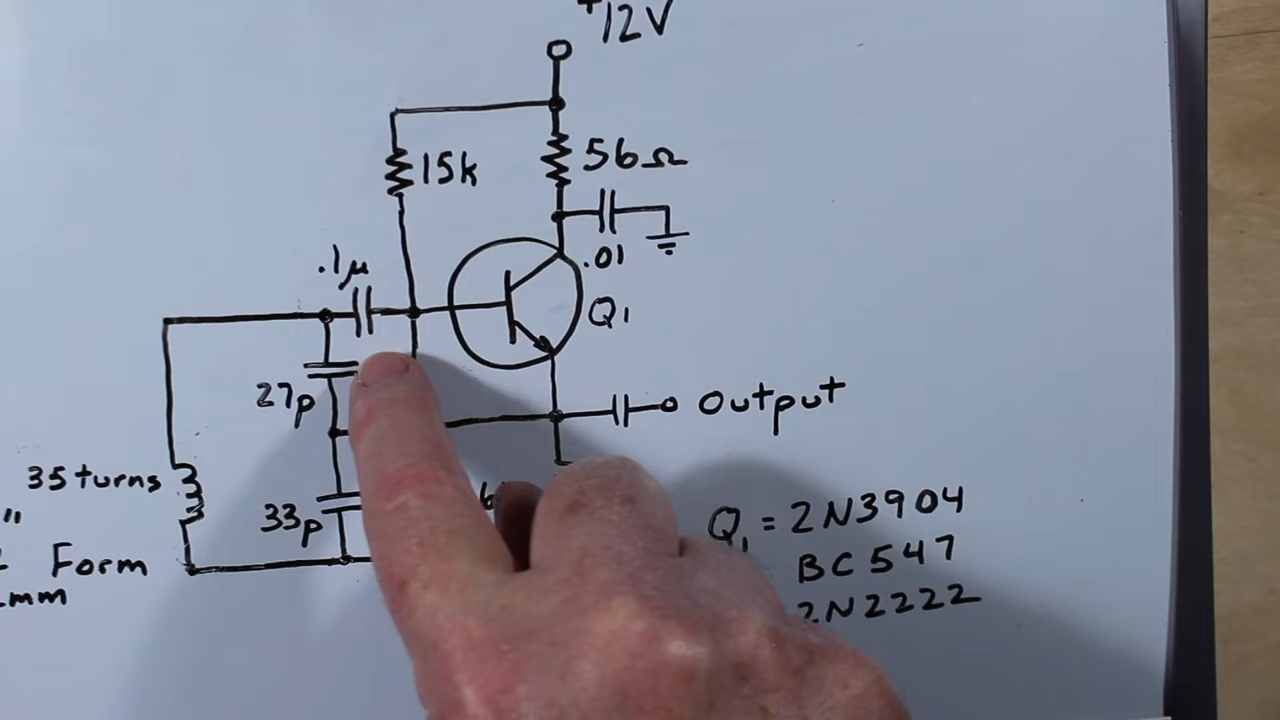 +12V
15k
56Ω
.1μ
.01
Q1
27p
Output
35 turns
"
33p
Form
mm
Q1 = 2N3904
BC547
2N2222